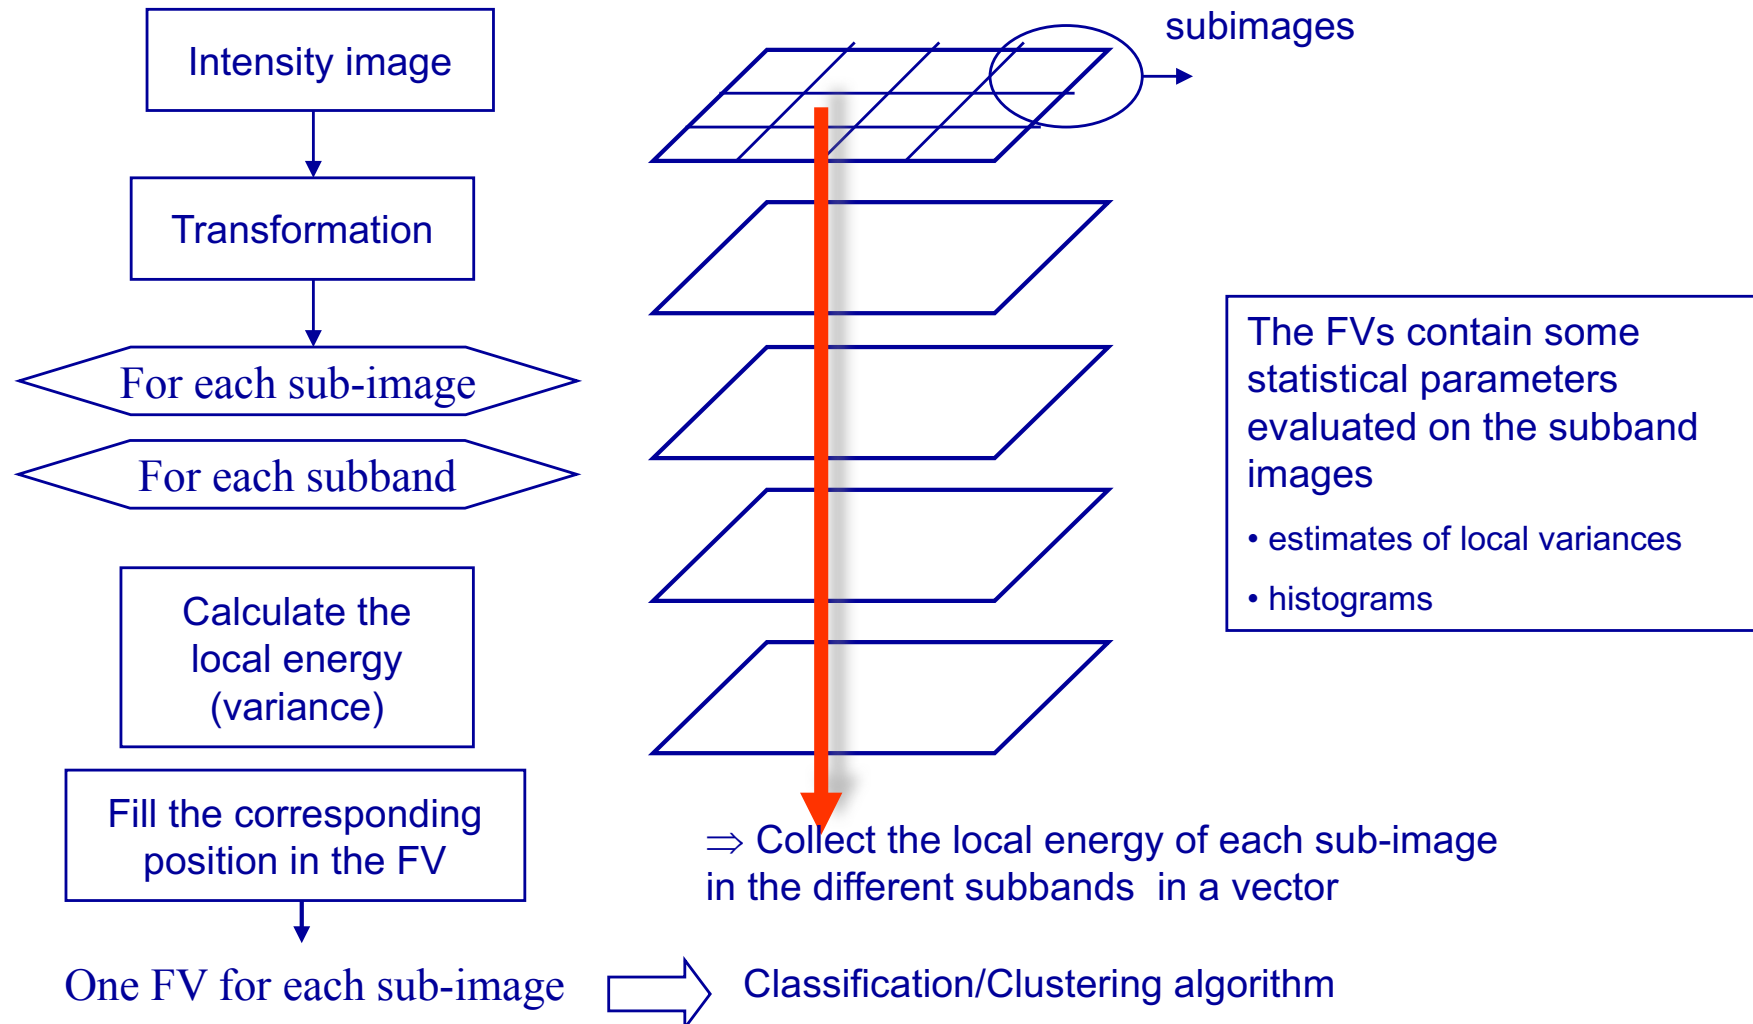 Intensity image
Transformation
For each sub-image
For each subband
Calculate the
local energy
(variance)
Fill the corresponding
position in the FV
One FV for each sub-image
subimages
⇒ Collect the local energy of each sub-image
in the different subbands in a vector
Classification/Clustering algorithm
The FVs contain some
statistical parameters
evaluated on the subband
images
• estimates of local variances
• histograms